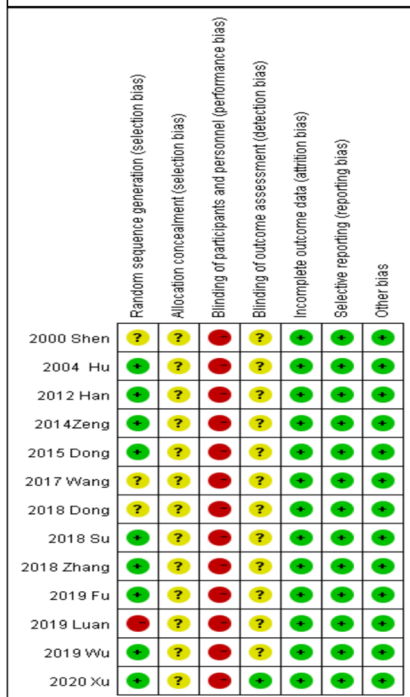 Random sequence generation (selection bias)
Allocation concealment (selection bias)
Blinding of participants and personnel (performance bias)
Blinding of outcome assessment (detection bias)
Incomplete outcome data (attrition bias)
Selective reporting (reporting bias)
Other bias
2000 Shen ? ? - ? + + +
2004 Hu + ? - ? + + +
2012 Han + ? - ? + + +
2014Zeng + ? - ? + + +
2015 Dong + ? - ? + + +
2017 Wang ? ? - ? + + +
2018 Dong ? ? - ? + + +
2018 Su + ? - ? + + +
2018 Zhang + ? - ? + + +
2019 Fu + ? - ? + + +
2019 Luan - ? - ? + + +
2019 Wu + ? - ? + + +
2020 Xu + ? - + + + +